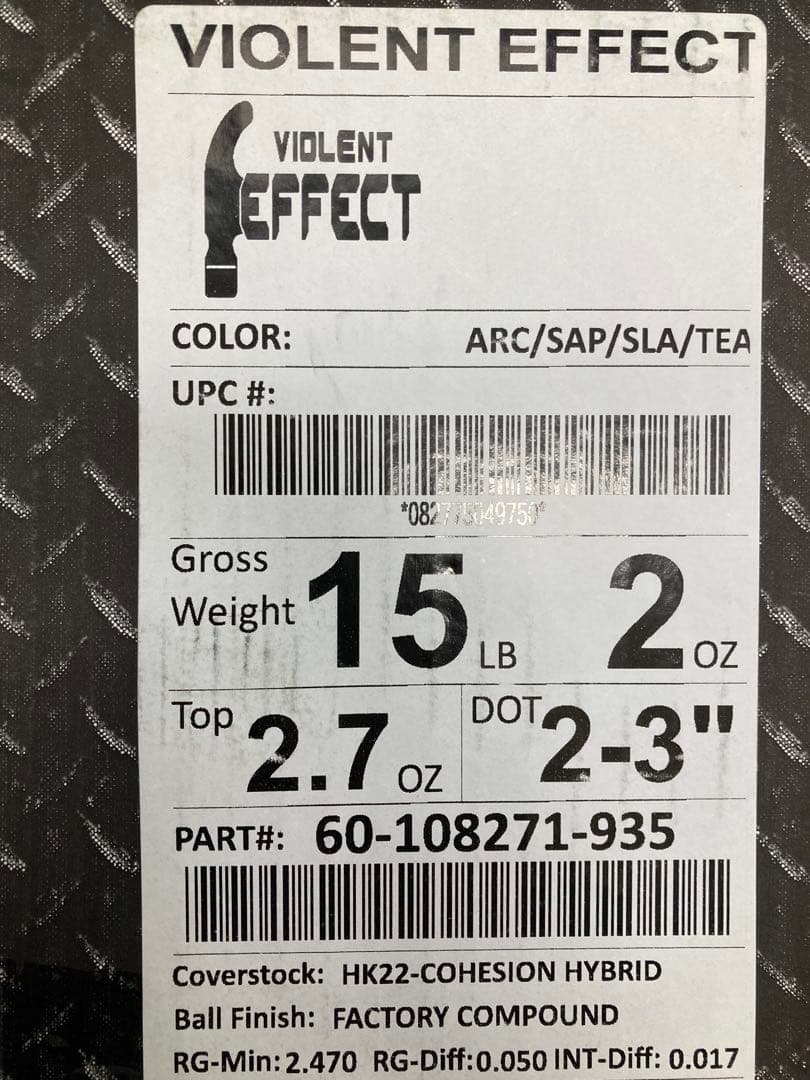 VIOLENT EFFECT
VIOLENT
EFFECT
COLOR: ARC/SAP/SLA/TEA
UPC #:
*082775049750*
Gross
Weight 15 LB 2 OZ
Top 2.7 OZ DOT 2-3"
PART#: 60-108271-935
Coverstock: HK22-COHESION HYBRID
Ball Finish: FACTORY COMPOUND
RG-Min: 2.470 RG-Diff: 0.050 INT-Diff: 0.017